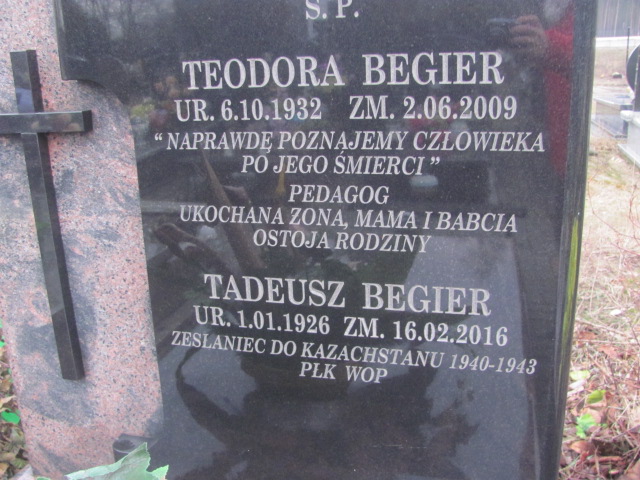 Ś. P.
TEODORA BEGIER
UR. 6.10.1932 ZM. 2.06.2009
“ NAPRAWDĘ POZNAJEMY CZŁOWIEKA
PO JEGO ŚMIERCI ”
PEDAGOG
UKOCHANA ŻONA, MAMA I BABCIA
OSTOJA RODZINY
TADEUSZ BEGIER
UR. 1.01.1926 ZM. 16.02.2016
ZESŁANIEC DO KAZACHSTANU 1940-1943
PŁK WOP